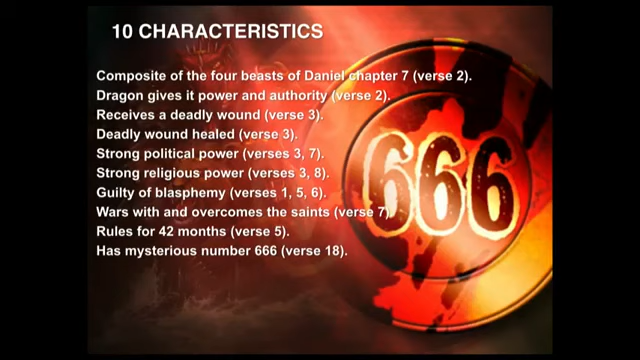 10 CHARACTERISTICS
Composite of the four beasts of Daniel chapter 7 (verse 2).
Dragon gives it power and authority (verse 2).
Receives a deadly wound (verse 3).
Deadly wound healed (verse 3).
Strong political power (verses 3, 7).
Strong religious power (verses 3, 8).
Guilty of blasphemy (verses 1, 5, 6).
Wars with and overcomes the saints (verse 7).
Rules for 42 months (verse 5).
Has mysterious number 666 (verse 18).
666